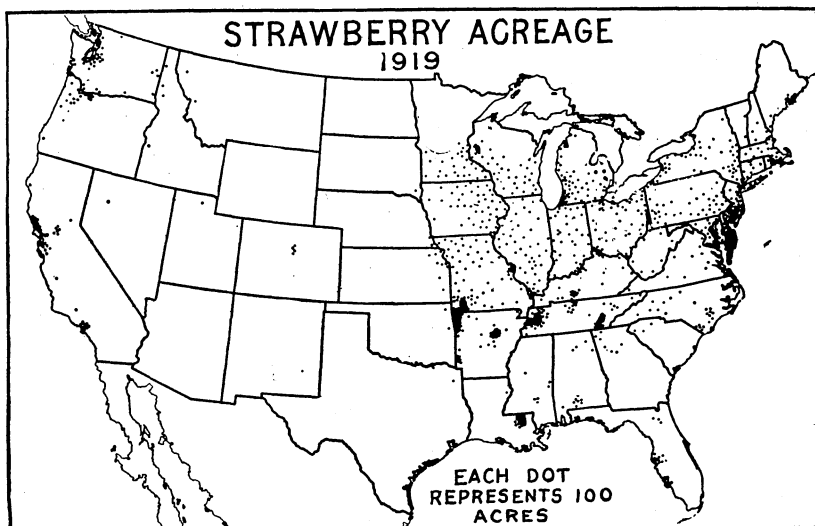 STRAWBERRY ACREAGE
1919
EACH DOT
REPRESENTS 100
ACRES